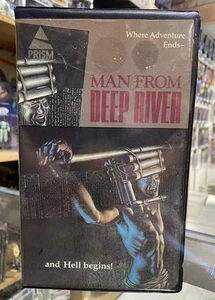 PRISM
Where Adventure
Ends–
MAN FROM
DEEP RIVER
and Hell begins!